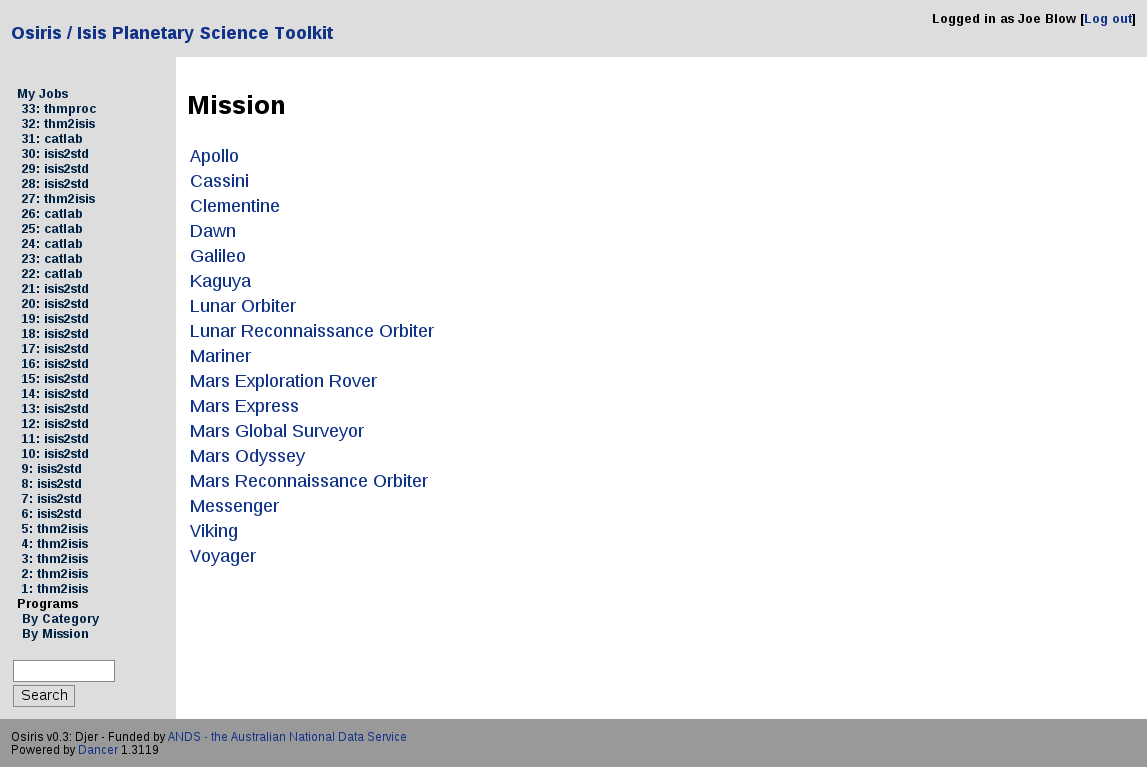 Osiris / Isis Planetary Science Toolkit
Logged in as Joe Blow [Log out]
My Jobs
33: thmproc
32: thm2isis
31: catlab
30: isis2std
29: isis2std
28: isis2std
27: thm2isis
26: catlab
25: catlab
24: catlab
23: catlab
22: catlab
21: isis2std
20: isis2std
19: isis2std
18: isis2std
17: isis2std
16: isis2std
15: isis2std
14: isis2std
13: isis2std
12: isis2std
11: isis2std
10: isis2std
9: isis2std
8: isis2std
7: isis2std
6: isis2std
5: thm2isis
4: thm2isis
3: thm2isis
2: thm2isis
1: thm2isis
Programs
By Category
By Mission
Search
Mission
Apollo
Cassini
Clementine
Dawn
Galileo
Kaguya
Lunar Orbiter
Lunar Reconnaissance Orbiter
Mariner
Mars Exploration Rover
Mars Express
Mars Global Surveyor
Mars Odyssey
Mars Reconnaissance Orbiter
Messenger
Viking
Voyager
Osiris v0.3: Djer - Funded by ANDS - the Australian National Data Service
Powered by Dancer 1.3119